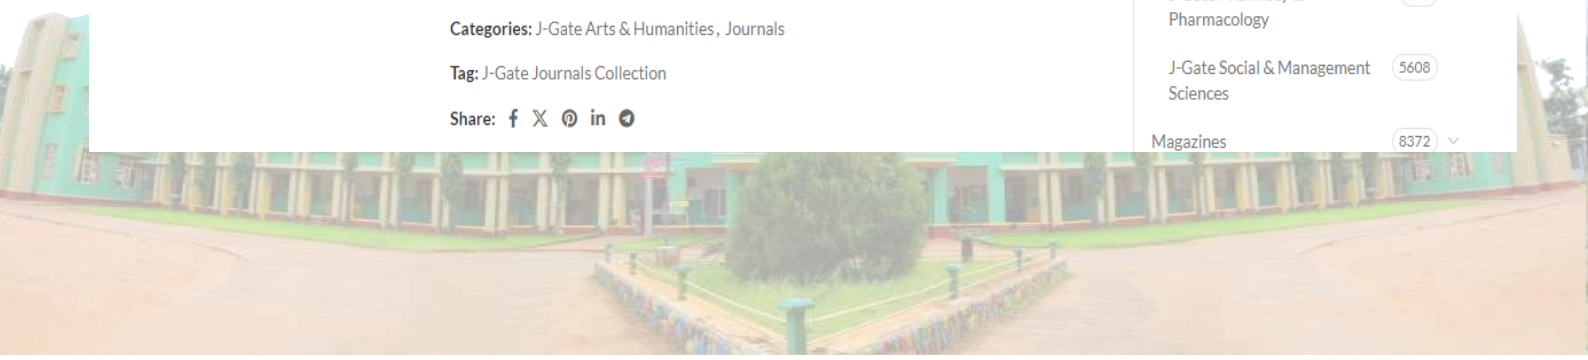 Categories: J-Gate Arts & Humanities, Journals
Tag: J-Gate Journals Collection
Share:
Pharmacology
J-Gate Social & Management
5608
Sciences
Magazines
8372